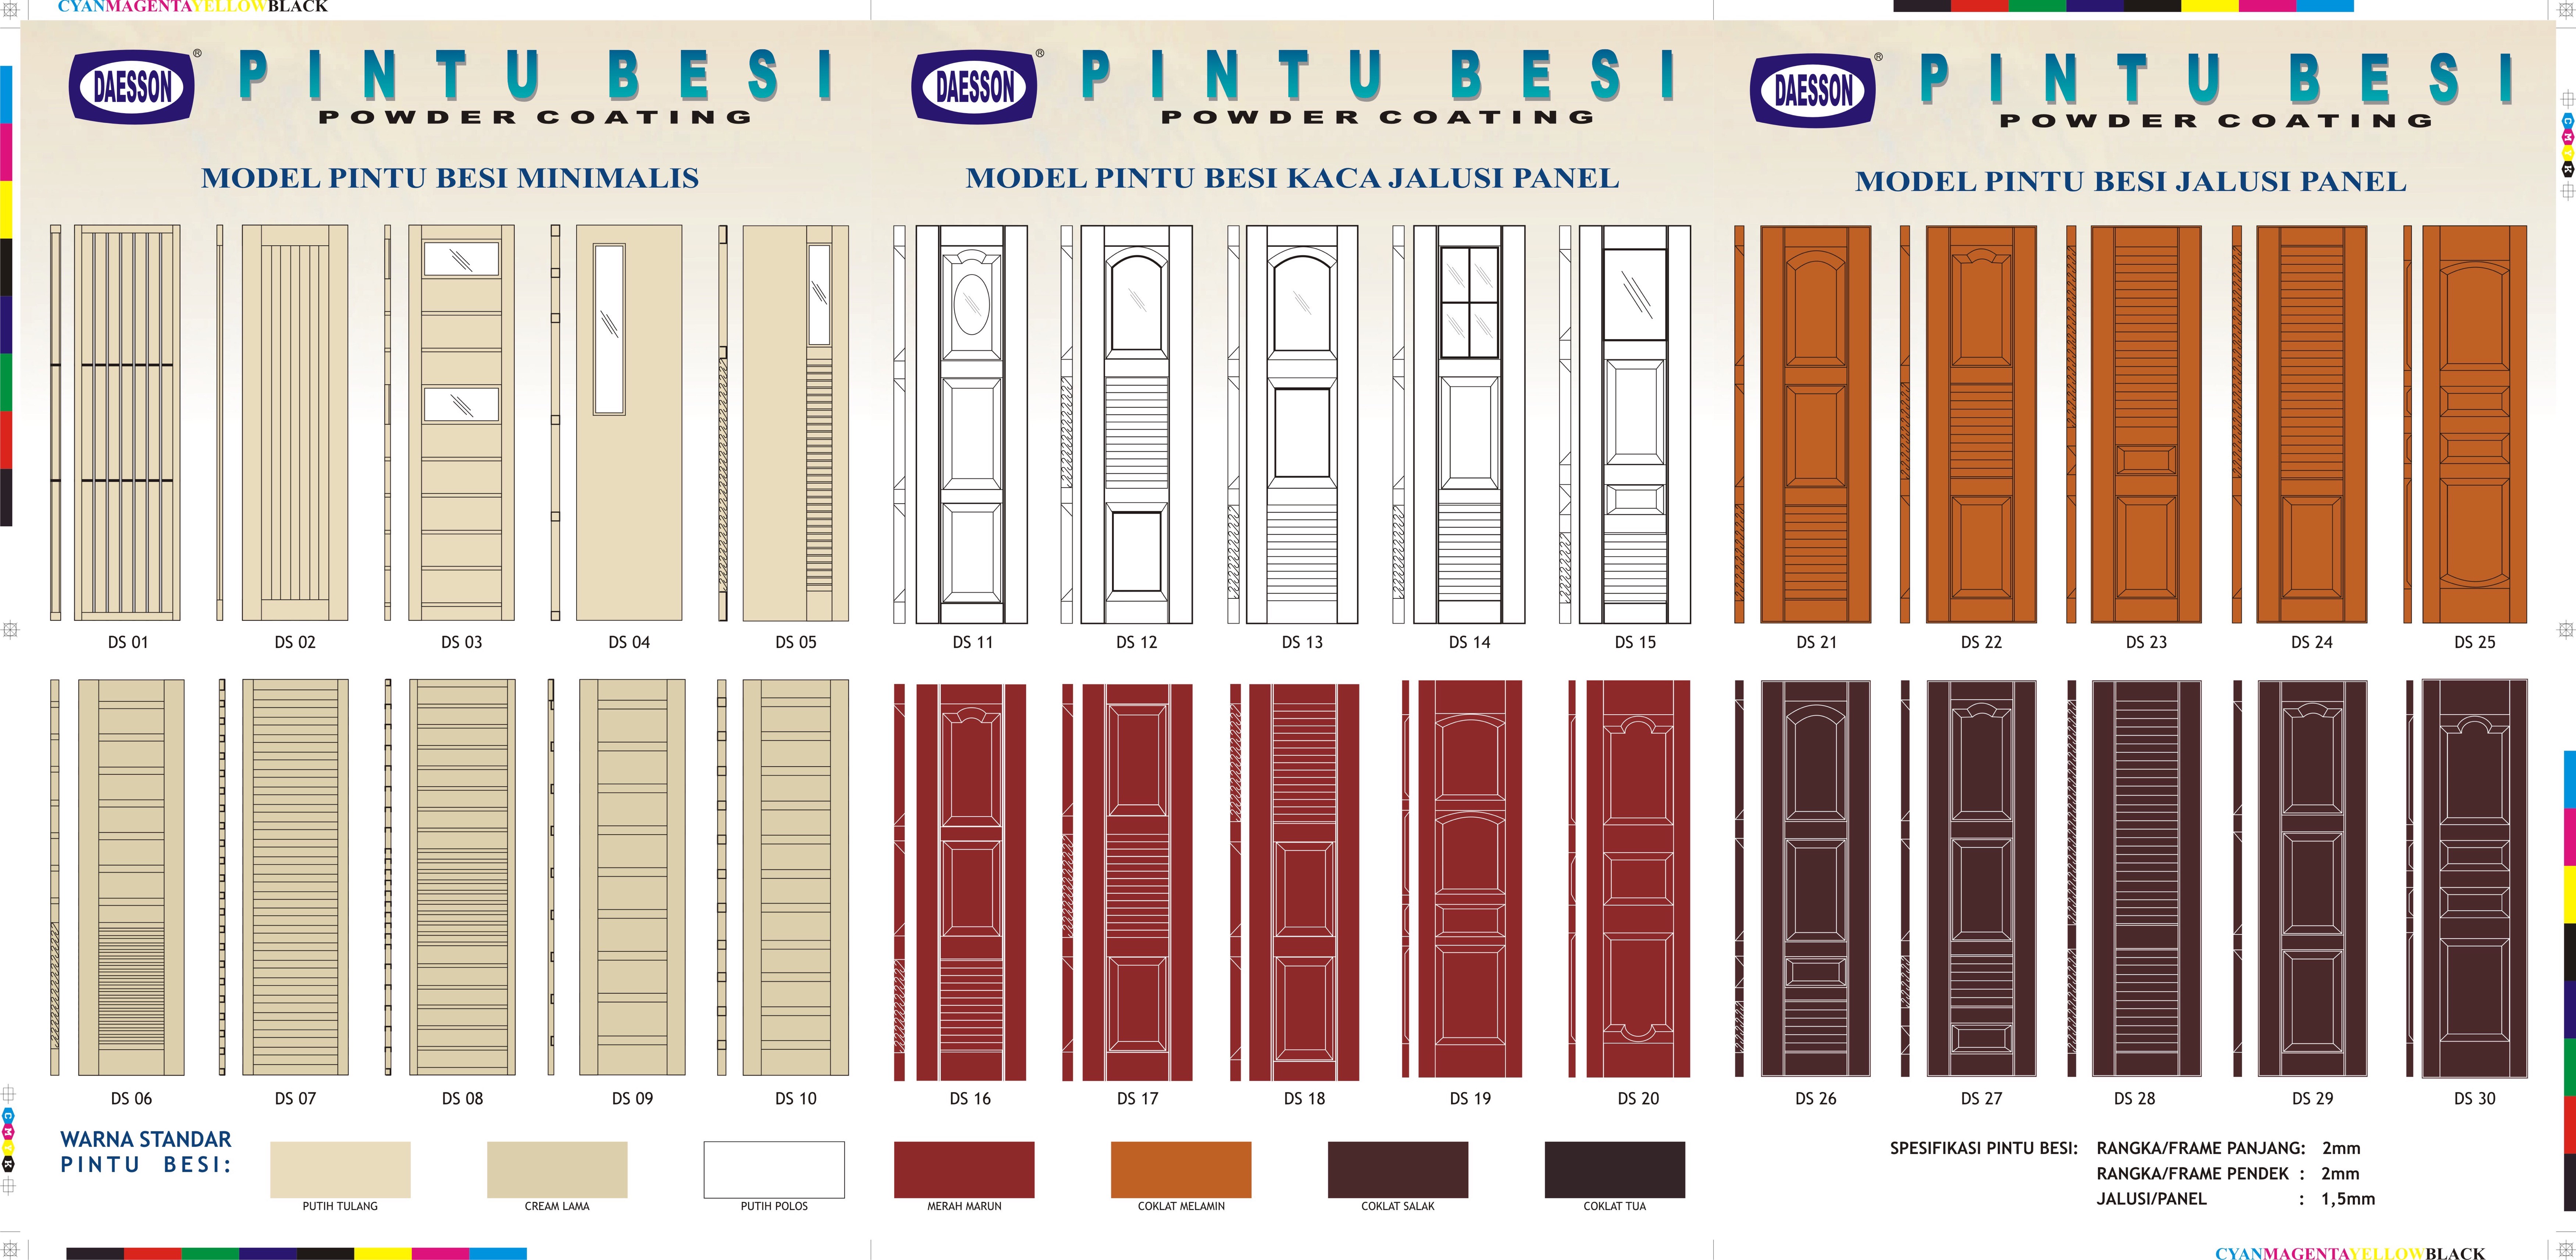 CYANMAGENTAYELLOWBLACK
DAESSON ®
PINTU BESI
POWDER COATING
MODEL PINTU BESI MINIMALIS
DS 01 DS 02 DS 03 DS 04 DS 05
DS 06 DS 07 DS 08 DS 09 DS 10
DAESSON ®
PINTU BESI
POWDER COATING
MODEL PINTU BESI KACA JALUSI PANEL
DS 11 DS 12 DS 13 DS 14 DS 15
DS 16 DS 17 DS 18 DS 19 DS 20
DAESSON ®
PINTU BESI
POWDER COATING
MODEL PINTU BESI JALUSI PANEL
DS 21 DS 22 DS 23 DS 24 DS 25
DS 26 DS 27 DS 28 DS 29 DS 30
WARNA STANDAR
PINTU BESI:
PUTIH TULANG CREAM LAMA PUTIH POLOS MERAH MARUN COKLAT MELAMIN COKLAT SALAK COKLAT TUA
SPESIFIKASI PINTU BESI: RANGKA/FRAME PANJANG: 2mm
RANGKA/FRAME PENDEK : 2mm
JALUSI/PANEL : 1,5mm
C M Y K
C M Y K
CYANMAGENTAYELLOWBLACK